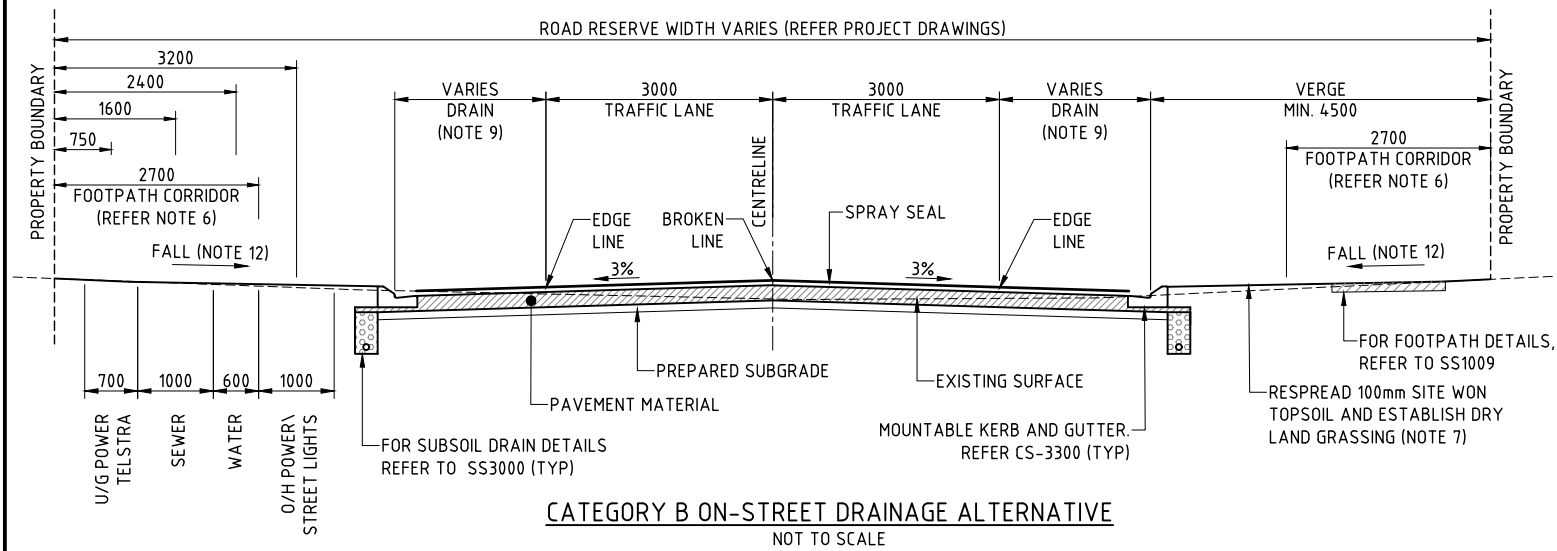 ROAD RESERVE WIDTH VARIES (REFER PROJECT DRAWINGS)
PROPERTY BOUNDARY
3200
2400
1600
750
2700
FOOTPATH CORRIDOR
(REFER NOTE 6)
FALL (NOTE 12)
VARIES
DRAIN
(NOTE 9)
3000
TRAFFIC LANE
CENTRELINE
3000
TRAFFIC LANE
VARIES
DRAIN
(NOTE 9)
VERGE
MIN. 4500
2700
FOOTPATH CORRIDOR
(REFER NOTE 6)
PROPERTY BOUNDARY
EDGE
LINE
BROKEN
LINE
SPRAY SEAL
EDGE
LINE
3%
3%
FALL (NOTE 12)
700
1000
600
1000
U/G POWER
TELSTRA
SEWER
WATER
O/H POWER\
STREET LIGHTS
FOR SUBSOIL DRAIN DETAILS
REFER TO SS3000 (TYP)
PAVEMENT MATERIAL
PREPARED SUBGRADE
EXISTING SURFACE
MOUNTABLE KERB AND GUTTER.
REFER CS-3300 (TYP)
FOR FOOTPATH DETAILS,
REFER TO SS1009
RESPREAD 100mm SITE WON
TOPSOIL AND ESTABLISH DRY
LAND GRASSING (NOTE 7)
CATEGORY B ON-STREET DRAINAGE ALTERNATIVE
NOT TO SCALE